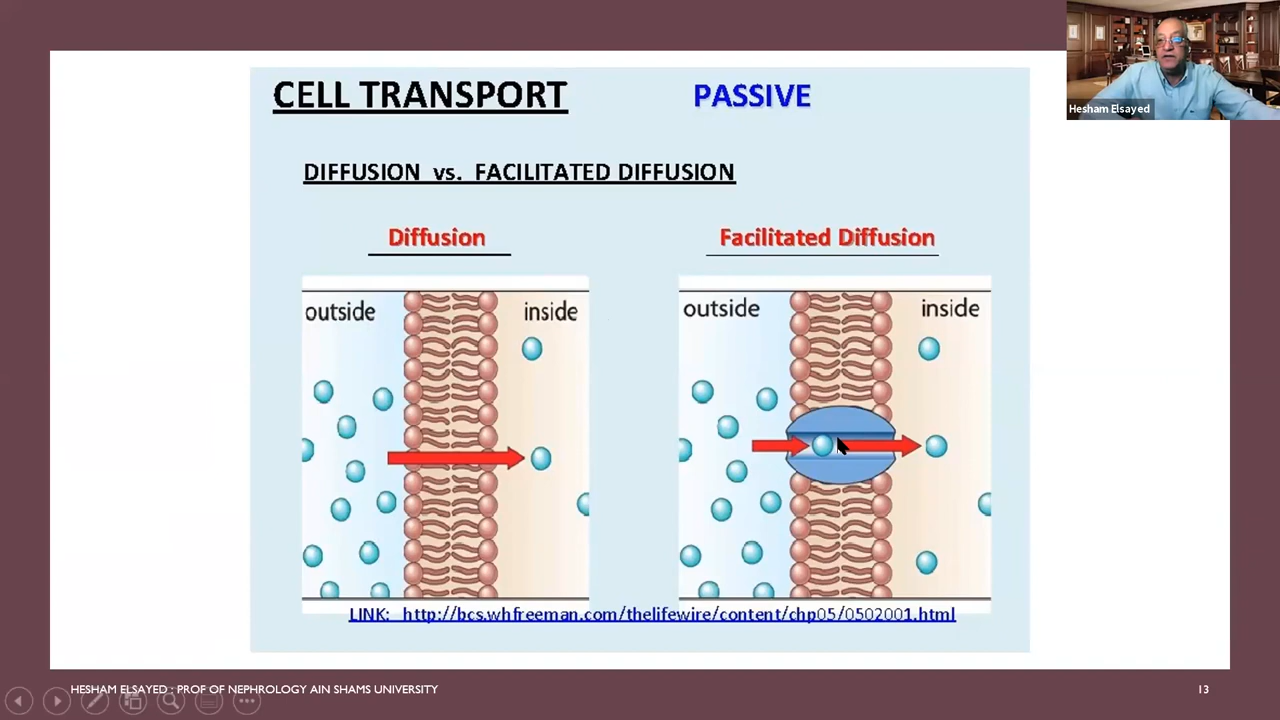 CELL TRANSPORT PASSIVE
Hesham Elsayed
DIFFUSION vs. FACILITATED DIFFUSION
Diffusion Facilitated Diffusion
outside inside outside inside
LINK: http://bcs.whfreeman.com/thelifewire/content/chp05/0502001.html
HESHAM ELSAYED : PROF OF NEPHROLOGY AIN SHAMS UNIVERSITY 13